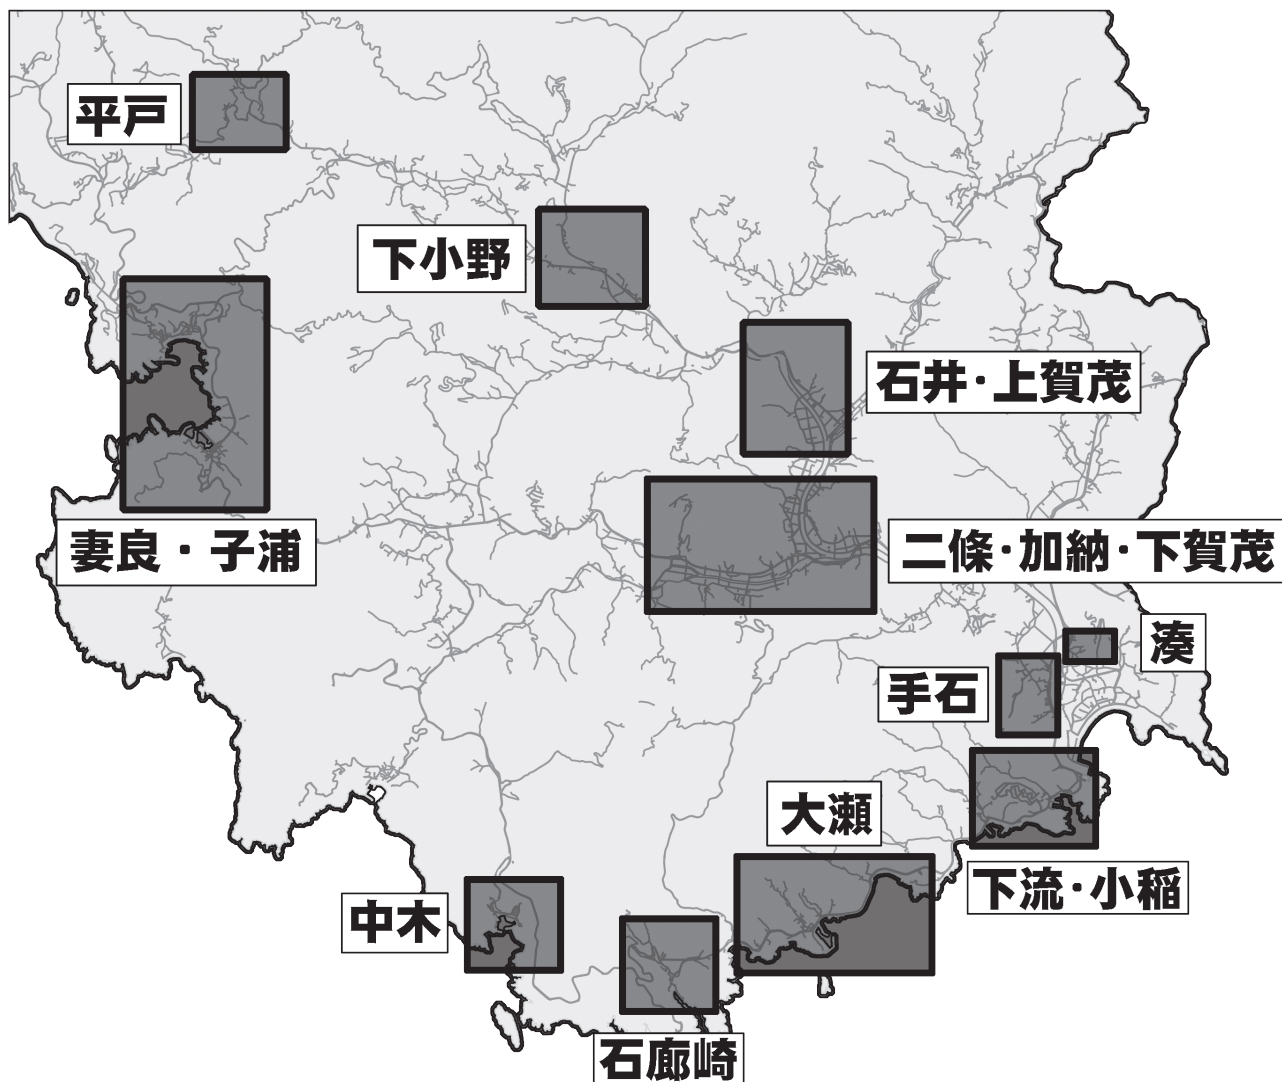 平戸
下小野
石井・上賀茂
妻良・子浦
二條・加納・下賀茂
湊
手石
大瀬
下流・小稲
中木
石廊崎